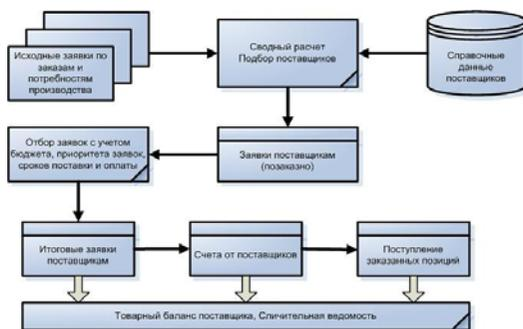 Исходные заявки по
заказам и
потребностям
производства
Сводный расчет
Подбор поставщиков
Справочные
данные
поставщиков
Отбор заявок с учетом
бюджета, приоритета заявок,
сроков поставки и оплаты
Заявки поставщикам
(позаказно)
Итоговые заявки
поставщикам
Счета от поставщиков
Поступление
заказанных позиций
Товарный баланс поставщика, Сличительная ведомость